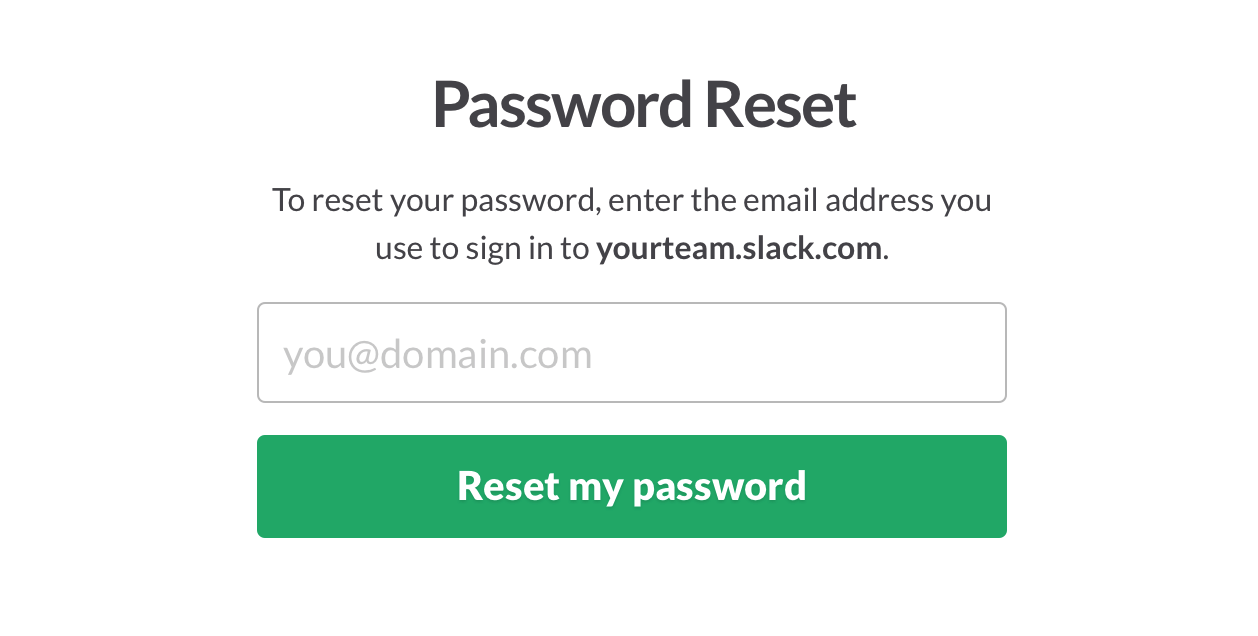 Password Reset
To reset your password, enter the email address you
use to sign in to yourteam.slack.com.
you@domain.com
Reset my password